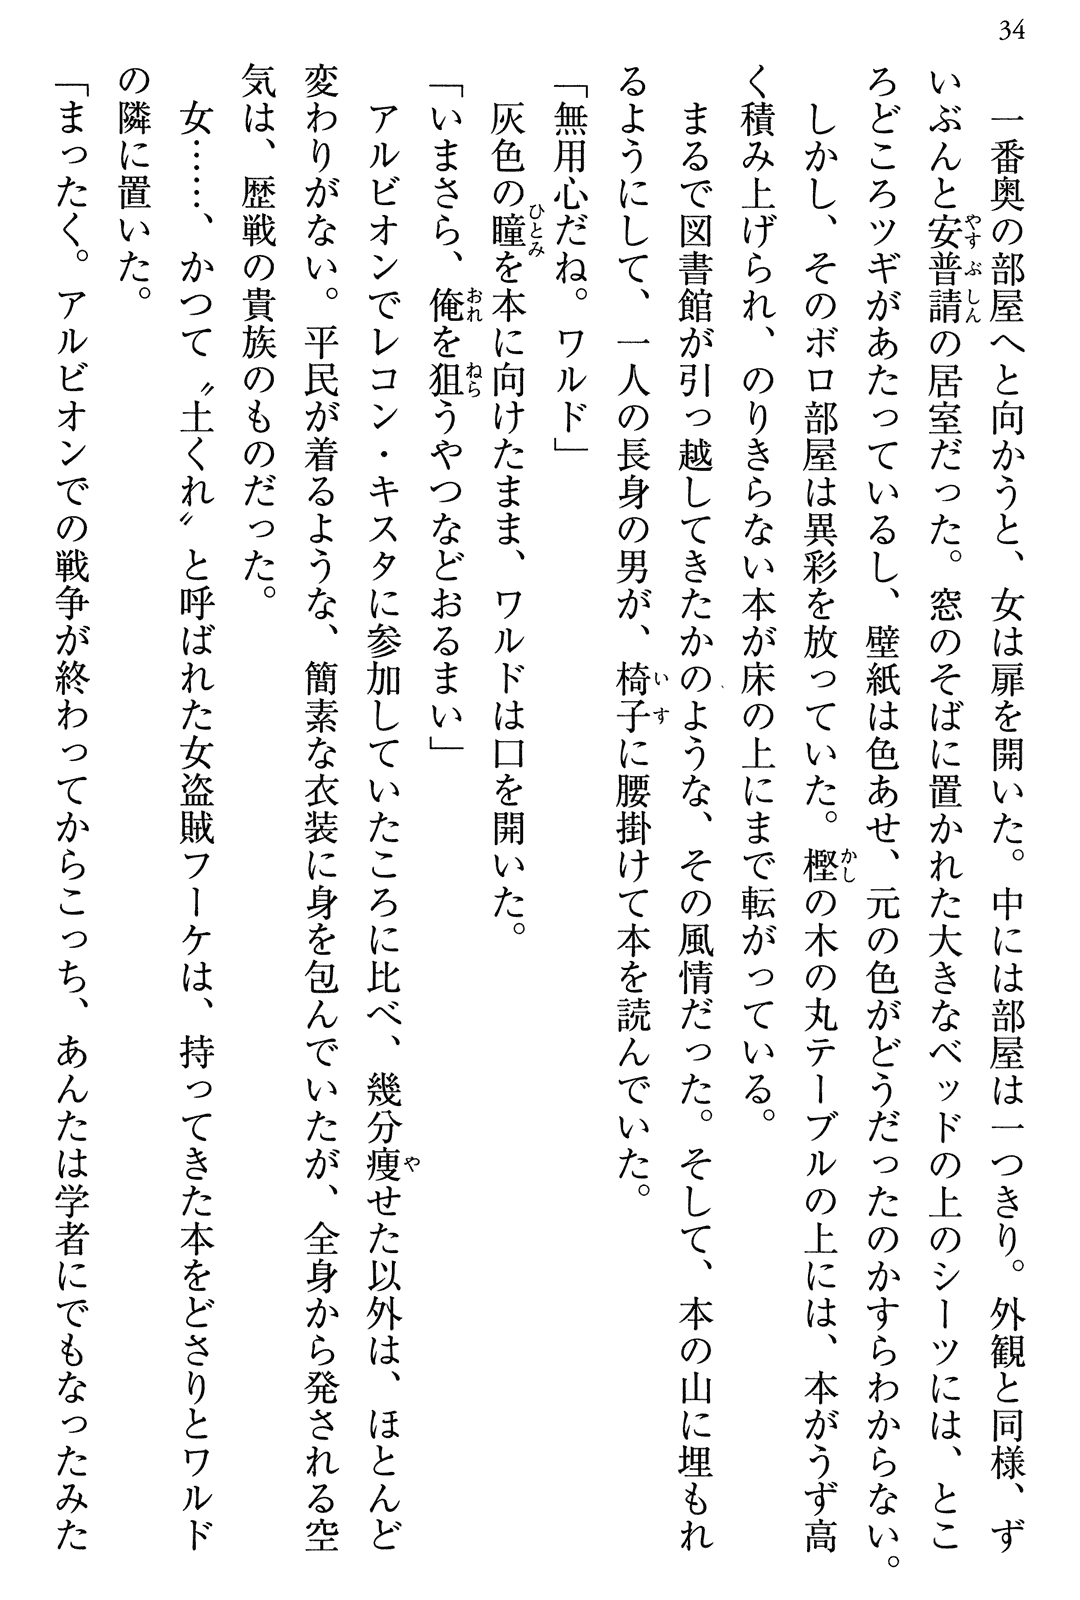 34
　一番奥の部屋へと向かうと、女は扉を開いた。中には部屋は一つきり。外観と同様、ず
いぶんと安普請の居室だった。窓のそばに置かれた大きなベッドの上のシーツには、とこ
ろどころツギがあたっているし、壁紙は色あせ、元の色がどうだったのかすらわからない。
　しかし、そのボロ部屋は異彩を放っていた。樫の木の丸テーブルの上には、本がうず高
く積み上げられ、のりきらない本が床の上にまで転がっている。
　まるで図書館が引っ越してきたかのような、その風情だった。そして、本の山に埋もれ
るようにして、一人の長身の男が、椅子に腰掛けて本を読んでいた。
「無用心だね。ワルド」
　灰色の瞳を本に向けたまま、ワルドは口を開いた。
「いまさら、俺を狙うやつなどおるまい」
　アルビオンでレコン・キスタに参加していたころに比べ、幾分痩せた以外は、ほとんど
変わりがない。平民が着るような、簡素な衣装に身を包んでいたが、全身から発される空
気は、歴戦の貴族のものだった。
　女……、かつて〝土くれ〟と呼ばれた女盗賊フーケは、持ってきた本をどさりとワルド
の隣に置いた。
「まったく。アルビオンでの戦争が終わってからこっち、あんたは学者にでもなったみた